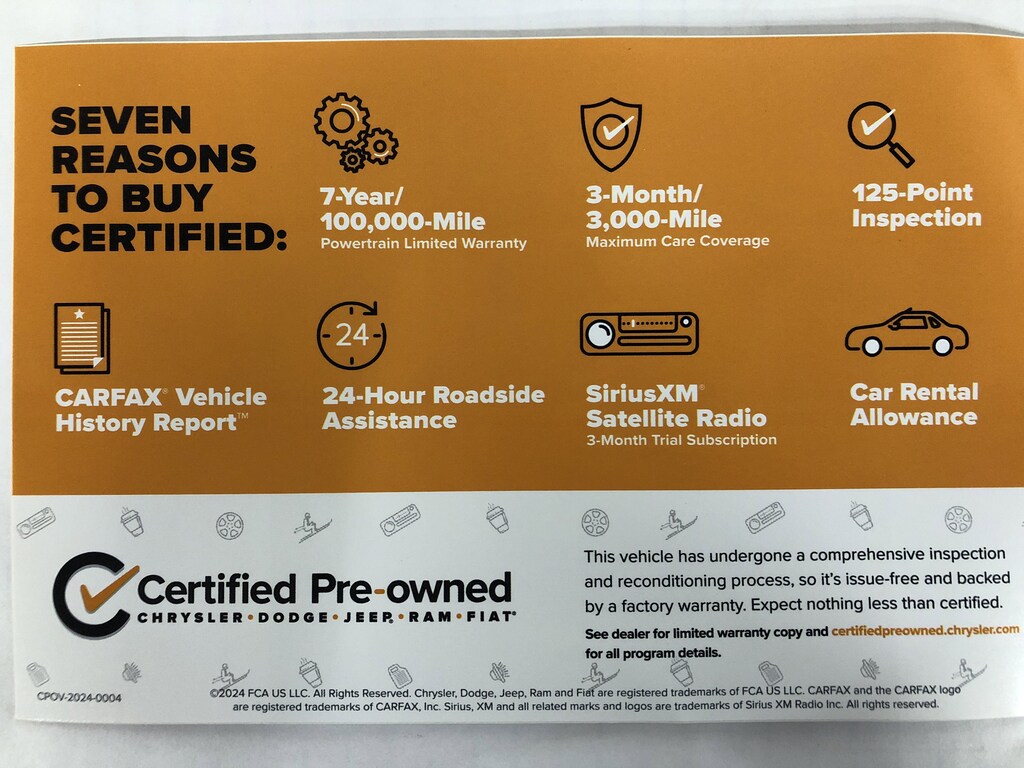 SEVEN
REASONS
TO BUY
CERTIFIED:
7-Year/
100,000-Mile
Powertrain Limited Warranty
3-Month/
3,000-Mile
Maximum Care Coverage
125-Point
Inspection
CARFAX® Vehicle
History Report™
24
24-Hour Roadside
Assistance
SiriusXM®
Satellite Radio
3-Month Trial Subscription
Car Rental
Allowance
Certified Pre-owned
CHRYSLER • DODGE • JEEP® • RAM • FIAT®
This vehicle has undergone a comprehensive inspection
and reconditioning process, so it's issue-free and backed
by a factory warranty. Expect nothing less than certified.
See dealer for limited warranty copy and certifiedpreowned.chrysler.com
for all program details.
CPOV-2024-0004
©2024 FCA US LLC. All Rights Reserved. Chrysler, Dodge, Jeep, Ram and Fiat are registered trademarks of FCA US LLC. CARFAX and the CARFAX logo
are registered trademarks of CARFAX, Inc. Sirius, XM and all related marks and logos are trademarks of Sirius XM Radio Inc. All rights reserved.